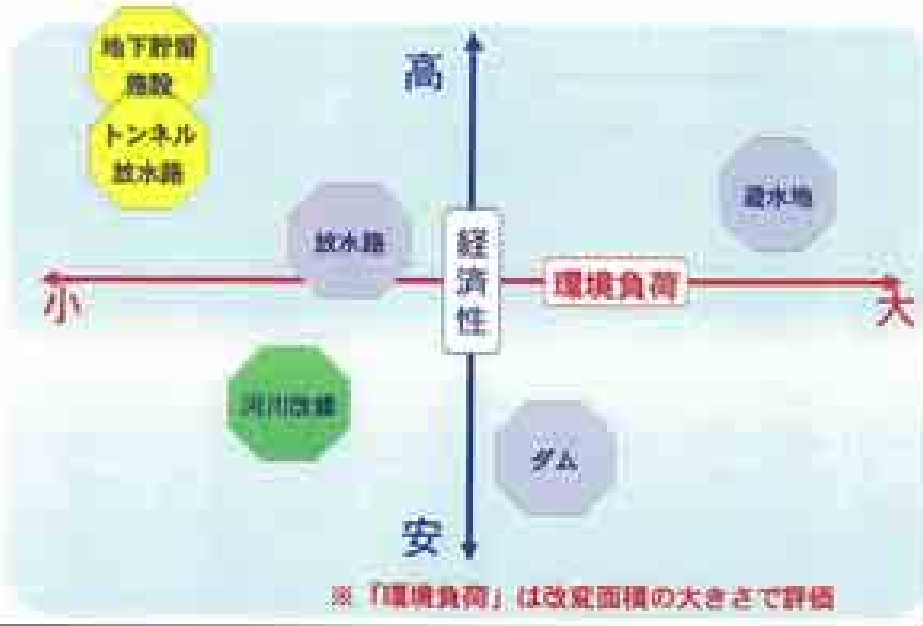 地下貯留
施設
高
トンネル
放水路
遊水地
放水路
経済性
環境負荷
小
大
河川改修
ダム
安
※「環境負荷」は改変面積の大きさで評価